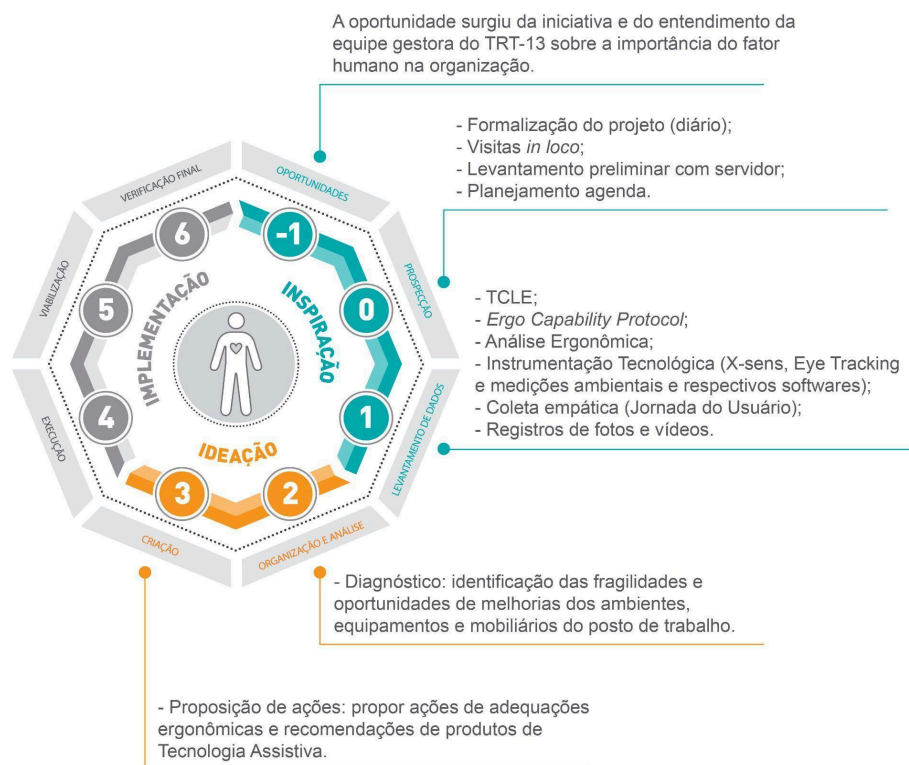 A oportunidade surgiu da iniciativa e do entendimento da
equipe gestora do TRT-13 sobre a importância do fator
humano na organização.
- Formalização do projeto (diário);
- Visitas in loco;
- Levantamento preliminar com servidor;
- Planejamento agenda.
- TCLE;
- Ergo Capability Protocol;
- Análise Ergonômica;
- Instrumentação Tecnológica (X-sens, Eye Tracking
e medições ambientais e respectivos softwares);
- Coleta empática (Jornada do Usuário);
- Registros de fotos e vídeos.
OPORTUNIDADES
PROSPECÇÃO
LEVANTAMENTO DE DADOS
ORGANIZAÇÃO E ANÁLISE
CRIAÇÃO
EXECUÇÃO
VIABILIZAÇÃO
VERIFICAÇÃO FINAL
-1
0
1
2
3
4
5
6
INSPIRAÇÃO
IDEAÇÃO
IMPLEMENTAÇÃO
- Diagnóstico: identificação das fragilidades e
oportunidades de melhorias dos ambientes,
equipamentos e mobiliários do posto de trabalho.
- Proposição de ações: propor ações de adequações
ergonômicas e recomendações de produtos de
Tecnologia Assistiva.